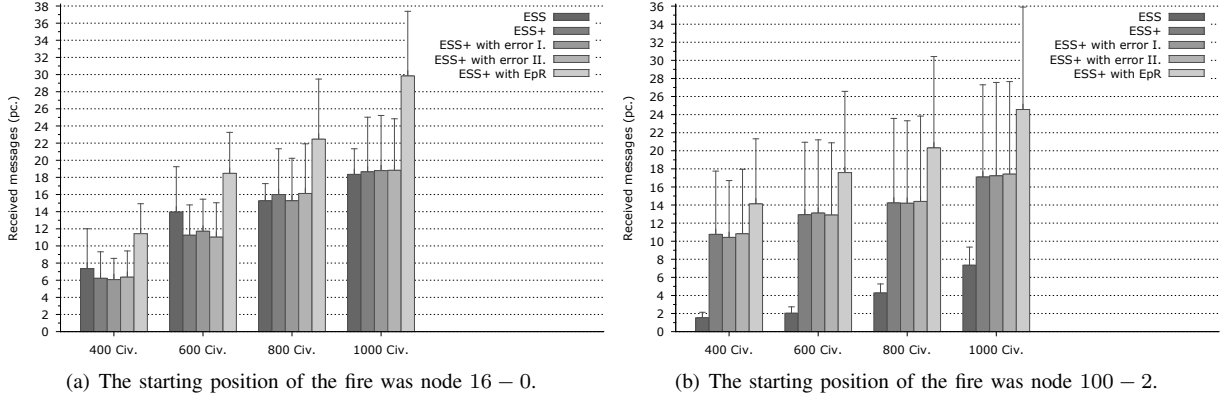 38
36
34
32
30
28
26
24
22
20
18
16
14
12
10
8
6
4
2
0
Received messages (pc.)
ESS
ESS+
ESS+ with error I.
ESS+ with error II.
ESS+ with EpR
400 Civ.
600 Civ.
800 Civ.
1000 Civ.
(a) The starting position of the fire was node 16 − 0.
36
34
32
30
28
26
24
22
20
18
16
14
12
10
8
6
4
2
0
Received messages (pc.)
ESS
ESS+
ESS+ with error I.
ESS+ with error II.
ESS+ with EpR
400 Civ.
600 Civ.
800 Civ.
1000 Civ.
(b) The starting position of the fire was node 100 − 2.